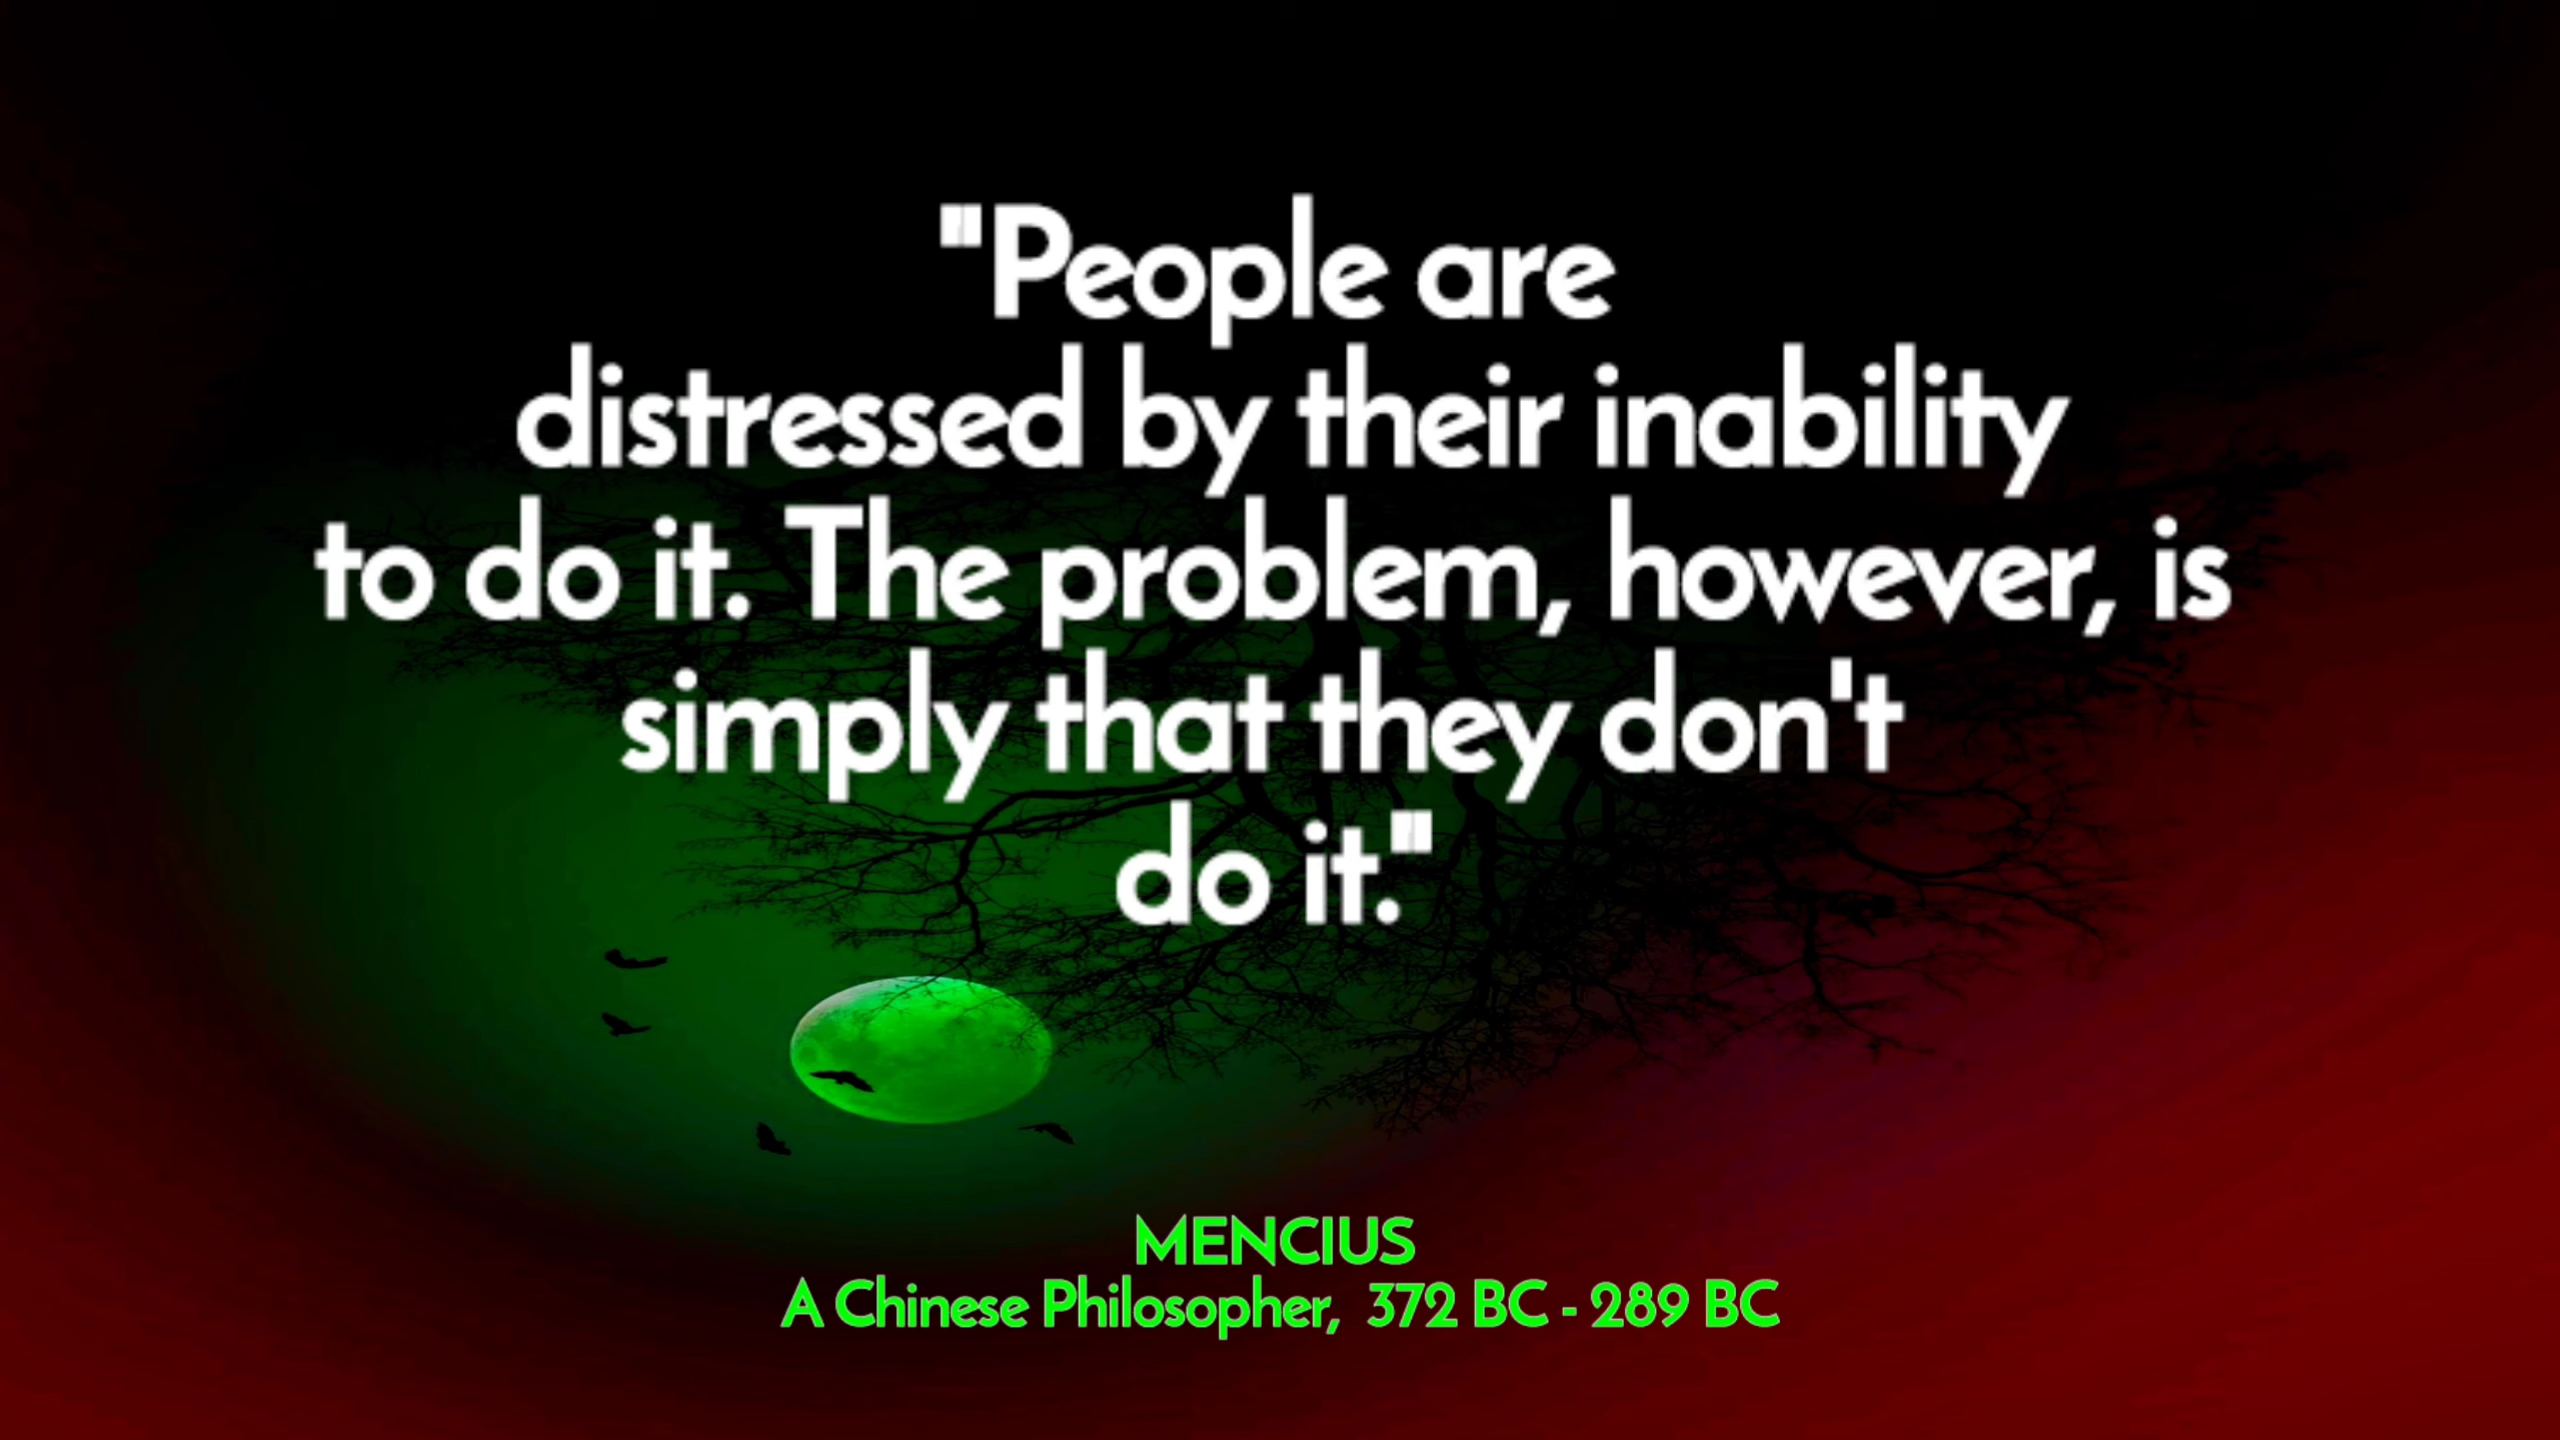 "People are
distressed by their inability
to do it. The problem, however, is
simply that they don't
do it."
MENCIUS
A Chinese Philosopher, 372 BC - 289 BC